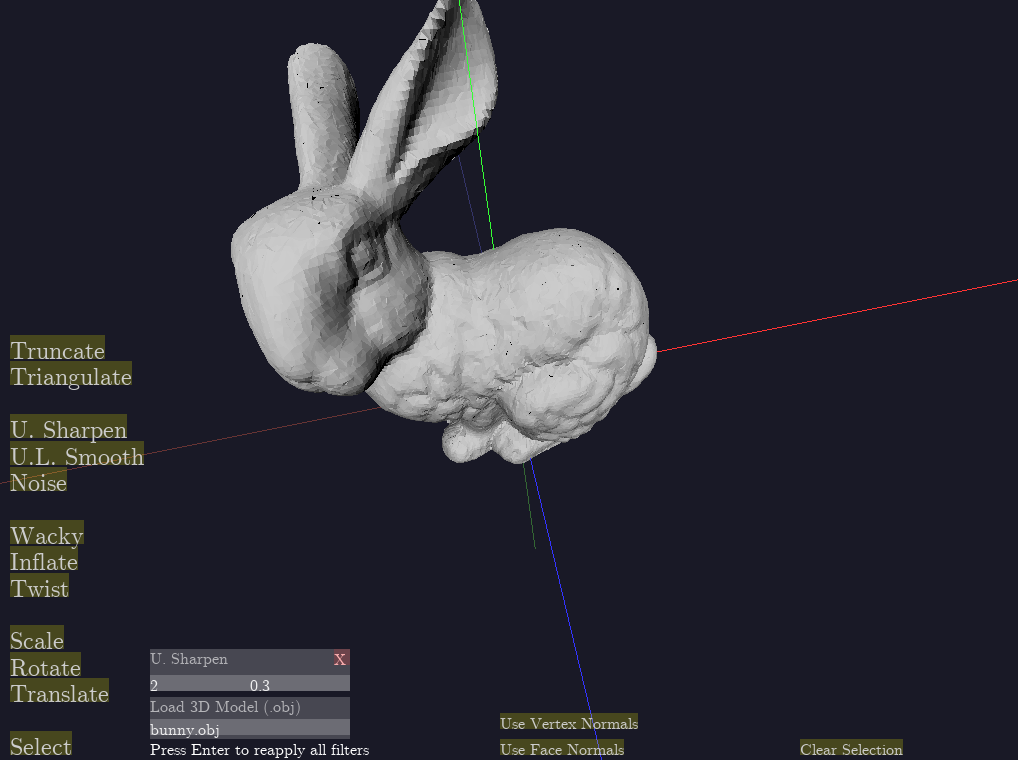 Truncate
Triangulate
U. Sharpen
U.L. Smooth
Noise
Wacky
Inflate
Twist
Scale
Rotate
Translate
Select
U. Sharpen X
2 0.3
Load 3D Model (.obj)
bunny.obj
Press Enter to reapply all filters
Use Vertex Normals
Use Face Normals
Clear Selection